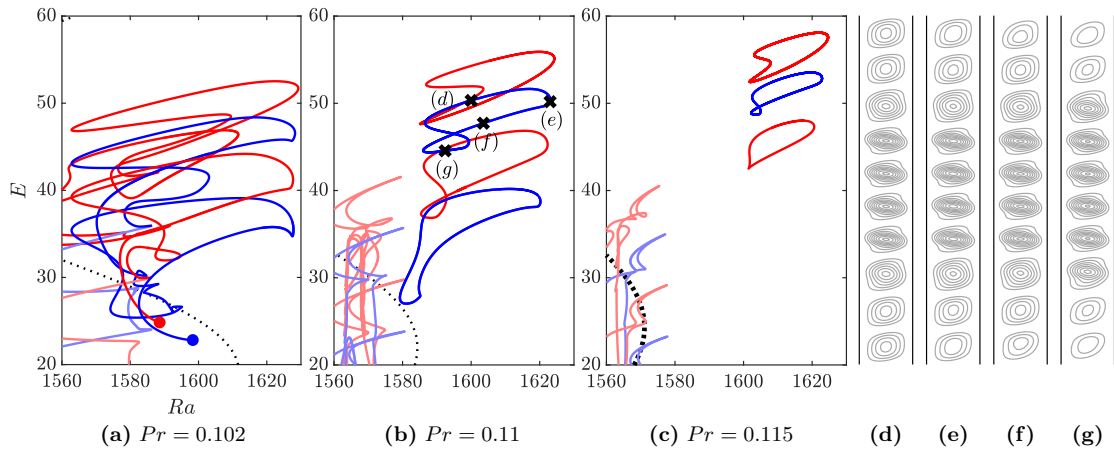 60
50
E 40
30
20
1560 1580 1600 1620
Ra
(a) Pr = 0.102
60
50
40
30
20
(d)
(e)
(f)
(g)
1560 1580 1600 1620
(b) Pr = 0.11
60
50
40
30
20
1560 1580 1600 1620
(c) Pr = 0.115
(d) (e) (f) (g)